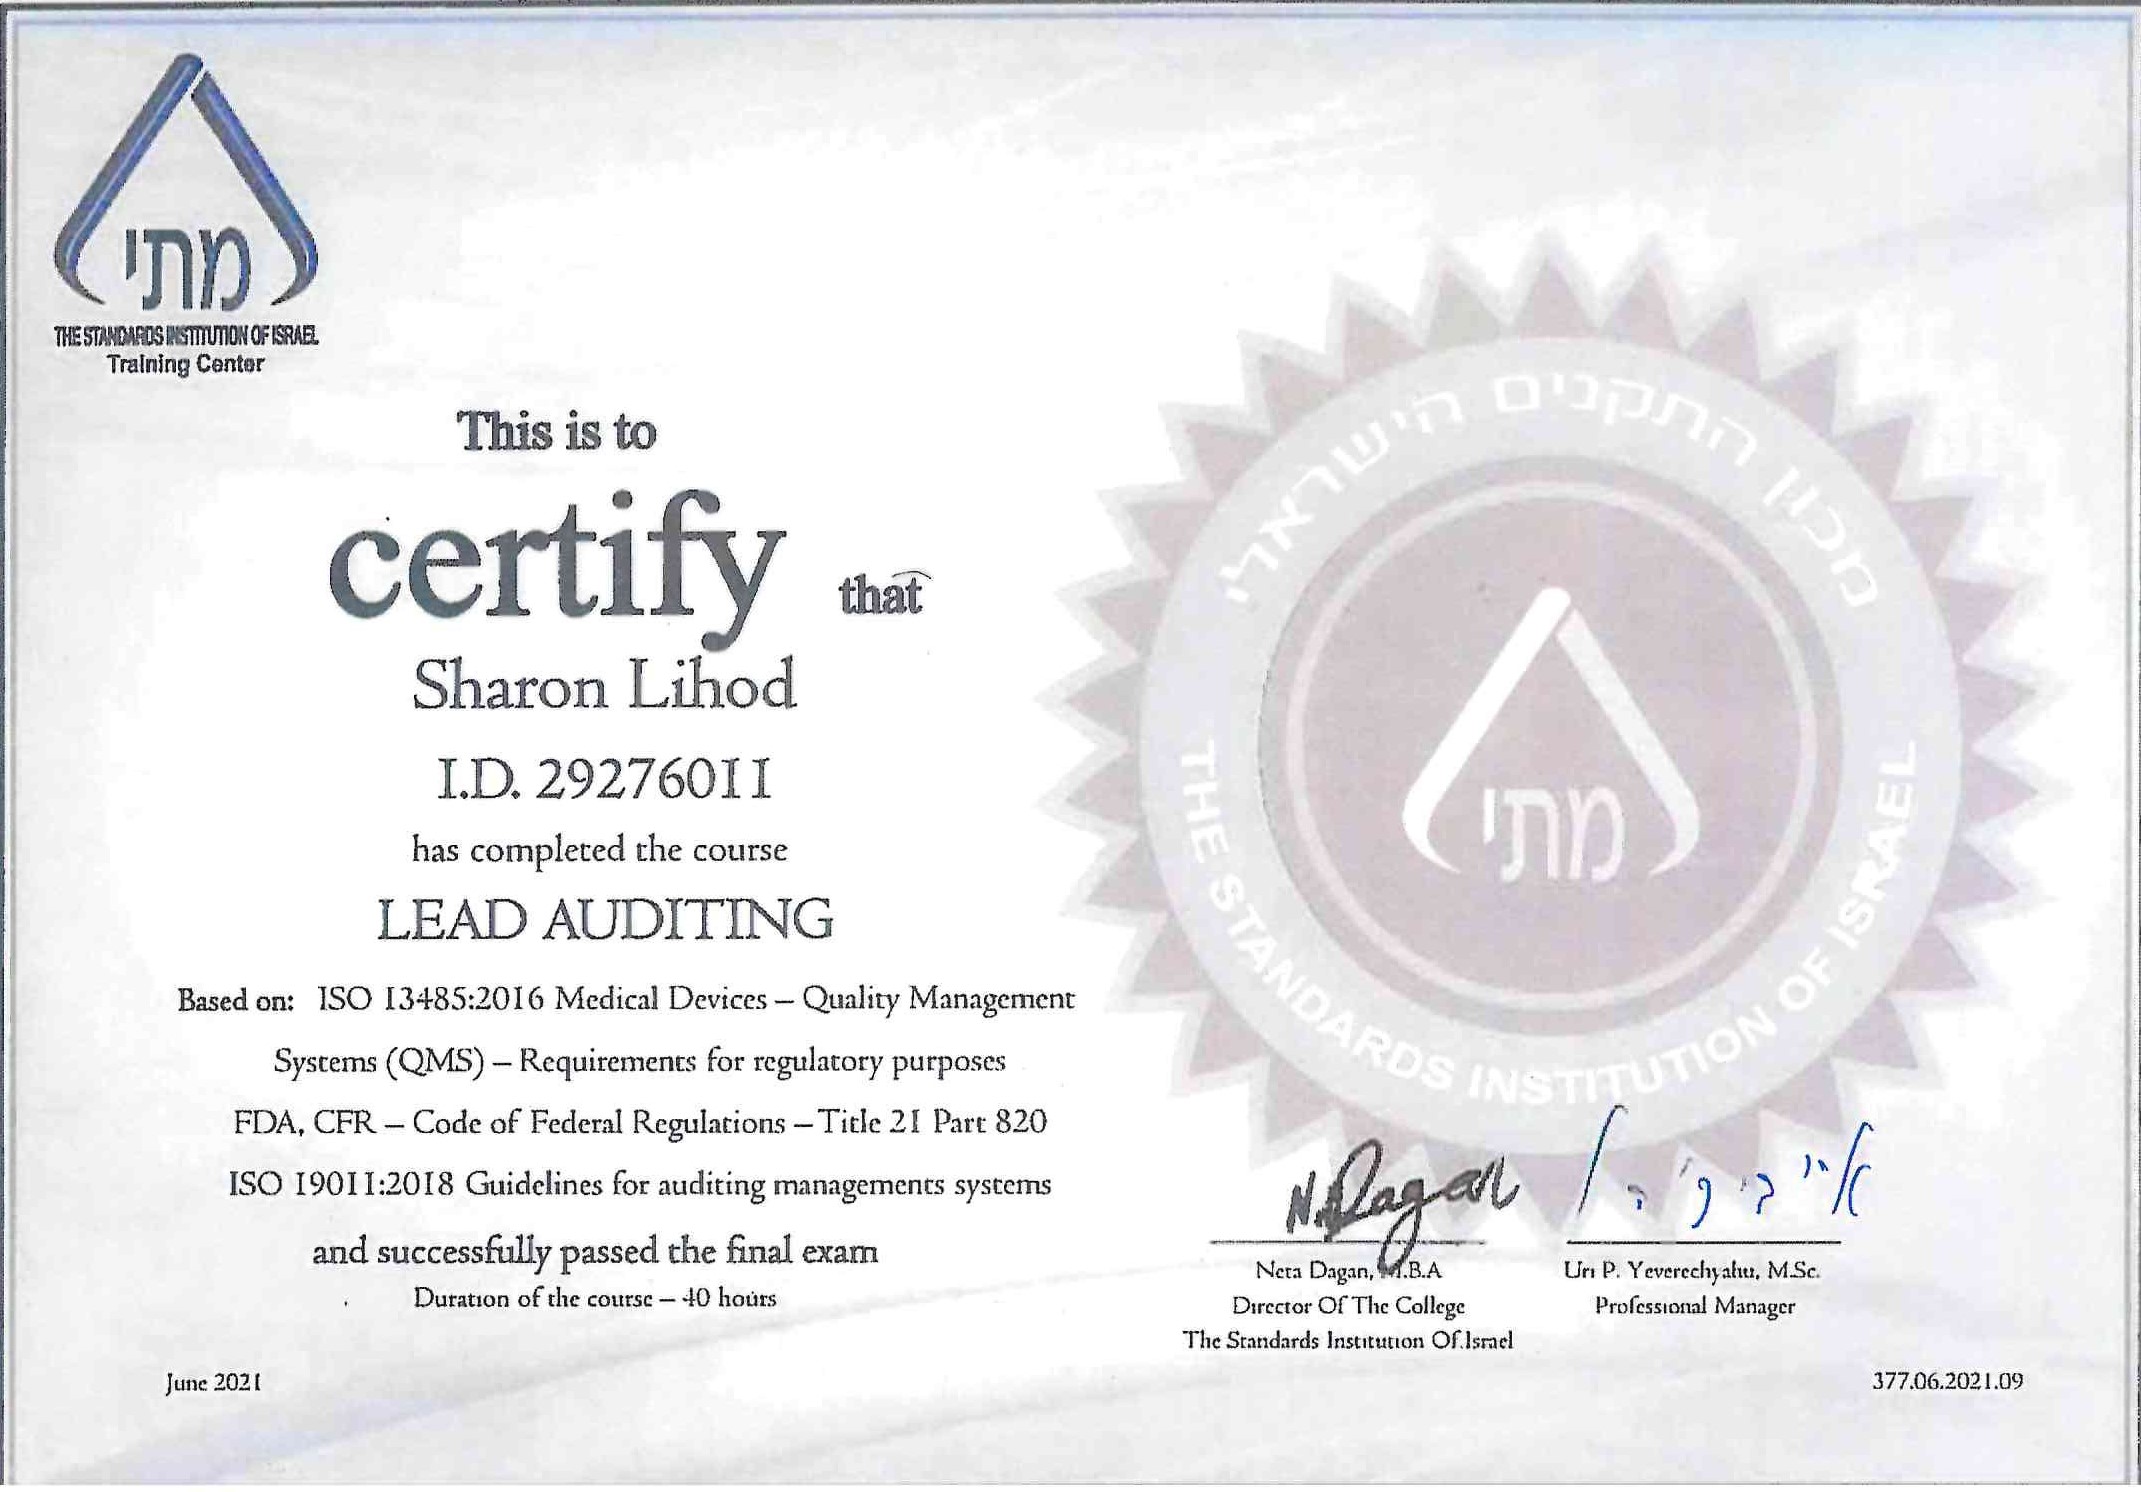 מתי
THE STANDARDS INSTITUTION OF ISRAEL
Training Center
This is to
certify that
Sharon Lihod
I.D. 29276011
has completed the course
LEAD AUDITING
Based on: ISO 13485:2016 Medical Devices – Quality Management
Systems (QMS) – Requirements for regulatory purposes
FDA, CFR – Code of Federal Regulations – Title 21 Part 820
ISO 19011:2018 Guidelines for auditing managements systems
and successfully passed the final exam
Duration of the course – 40 hours
June 2021
מכון התקנים הישראלי
מתי
THE STANDARDS INSTITUTION OF ISRAEL
N. Dagan
Neta Dagan, M.B.A
Director Of The College
The Standards Institution Of Israel
Uri P. Yeverechyahu, M.Sc.
Professional Manager
377.06.2021.09